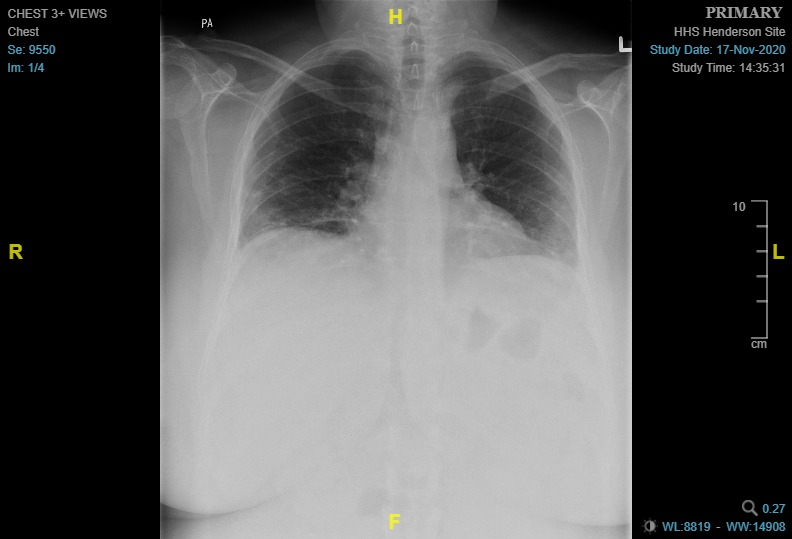 CHEST 3+ VIEWS
Chest
Se: 9550
Im: 1/4
PA
H
PRIMARY
HHS Henderson Site
Study Date: 17-Nov-2020
Study Time: 14:35:31
L
R
10
L
cm
F
0.27
WL:8819 - WW:14908